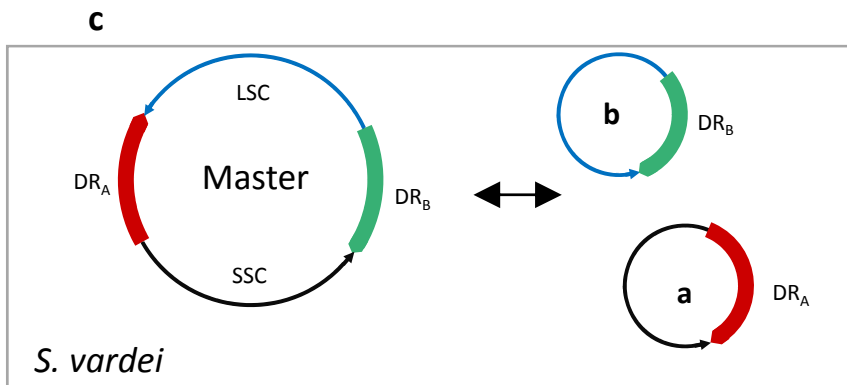 c
LSC
DR_A
Master
DR_B
SSC
S. vardei
b
DR_B
a
DR_A